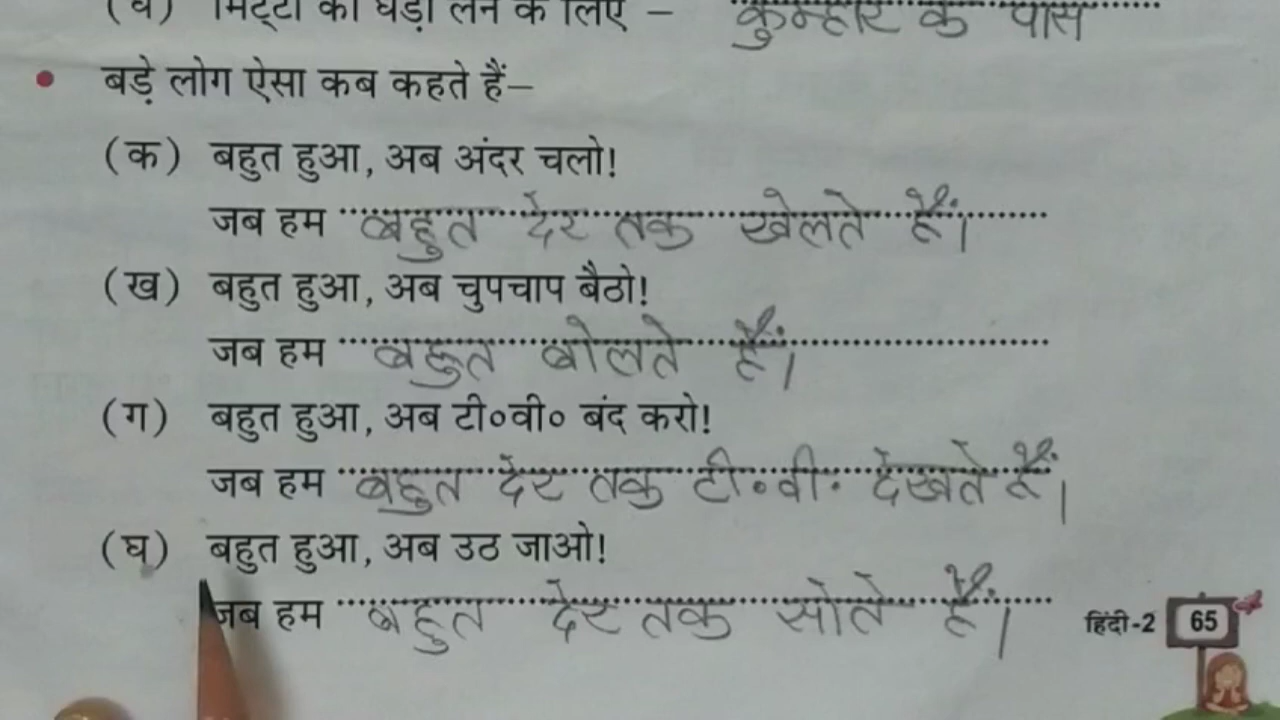 (घ) मिट्टी का घड़ा लेने के लिए – कुम्हार के पास
• बड़े लोग ऐसा कब कहते हैं–
(क) बहुत हुआ, अब अंदर चलो!
जब हम बहुत देर तक खेलते हैं।
(ख) बहुत हुआ, अब चुपचाप बैठो!
जब हम बहुत बोलते हैं।
(ग) बहुत हुआ, अब टी०वी० बंद करो!
जब हम बहुत देर तक टी.वी. देखते हैं।
(घ) बहुत हुआ, अब उठ जाओ!
जब हम बहुत देर तक सोते हैं।
हिंदी-2 65